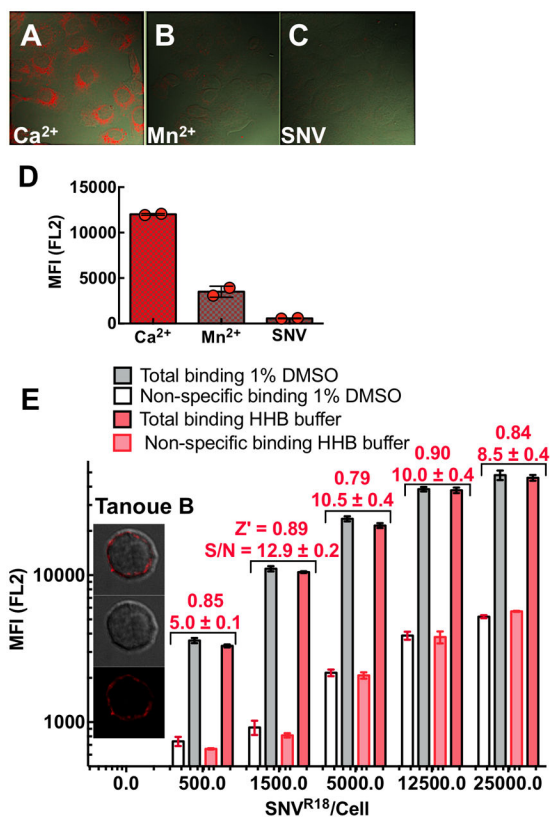 A
B
C
Ca2+
Mn2+
SNV
D
15000
10000
5000
0
MFI (FL2)
Ca2+
Mn2+
SNV
Total binding 1% DMSO
Non-specific binding 1% DMSO
Total binding HHB buffer
Non-specific binding HHB buffer
E
Tanoue B
0.85
5.0 ± 0.1
Z' = 0.89
S/N = 12.9 ± 0.2
0.79
10.5 ± 0.4
0.90
10.0 ± 0.4
0.84
8.5 ± 0.4
10000
1000
MFI (FL2)
0.0
500.0
1500.0
5000.0
12500.0
25000.0
SNVR18/Cell